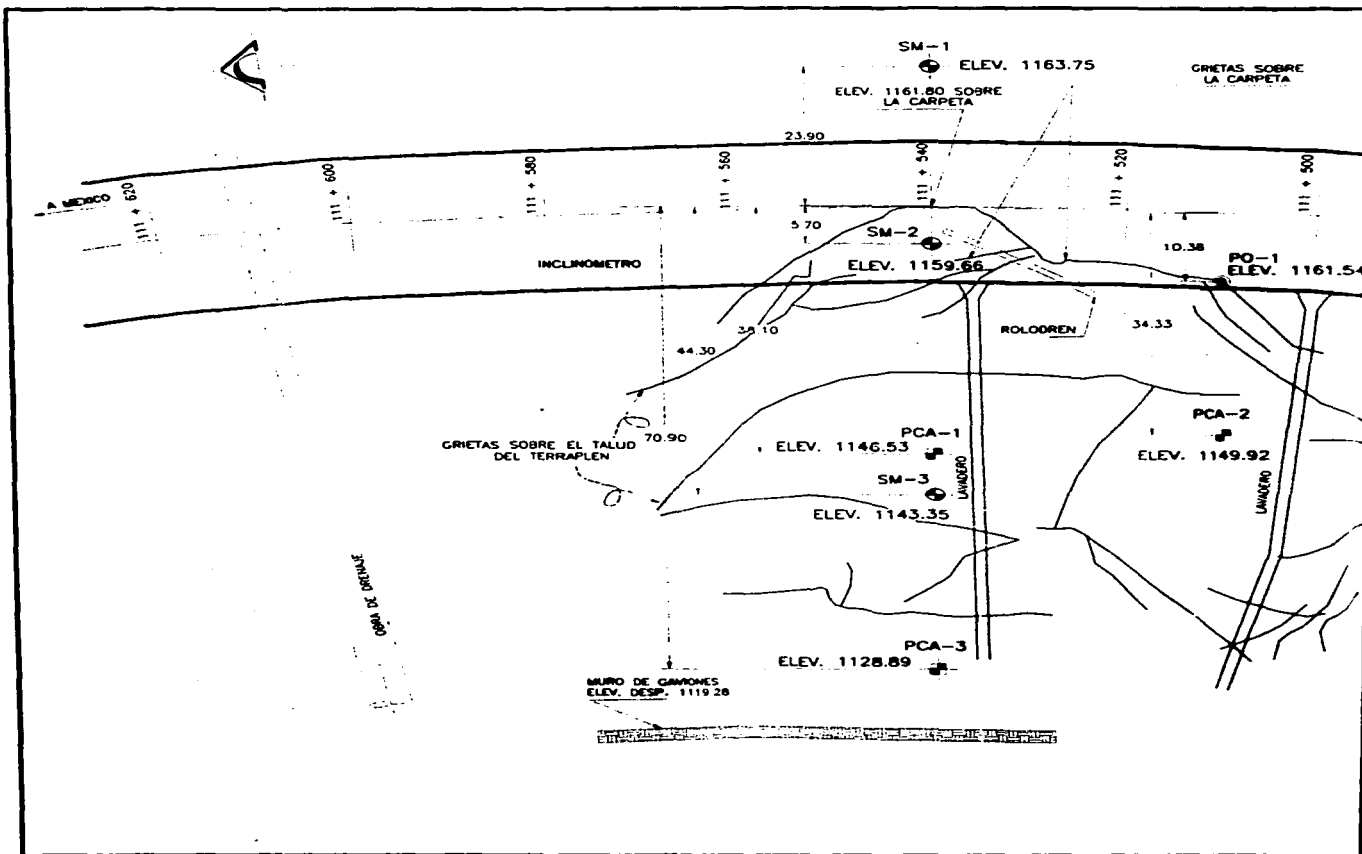 SM-1
ELEV. 1163.75
GRIETAS SOBRE
LA CARPETA
ELEV. 1161.80 SOBRE
LA CARPETA
23.90
111 + 620
111 + 600
111 + 580
111 + 560
111 + 540
111 + 520
111 + 500
A MEXICO
5.70
SM-2
10.38
INCLINOMETRO
ELEV. 1159.66
PO-1
ELEV. 1161.54
38.10
44.30
ROLODREN
34.33
GRIETAS SOBRE EL TALUD
DEL TERRAPLEN
70.90
PCA-1
ELEV. 1146.53
PCA-2
ELEV. 1149.92
SM-3
ELEV. 1143.35
LAVADERO
LAVADERO
OBRA DE DRENAJE
PCA-3
ELEV. 1128.89
MURO DE GAVIONES
ELEV. DESP. 1119.28